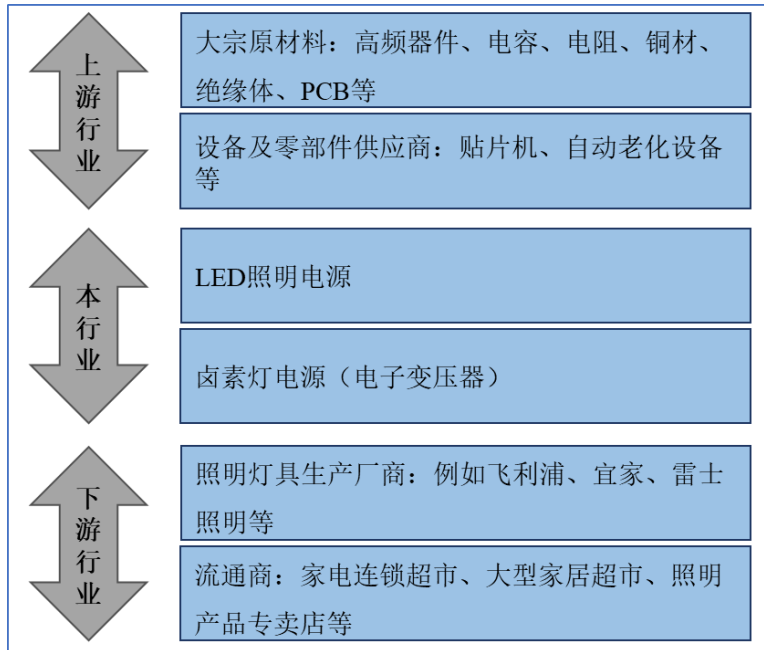 上游行业
大宗原材料：高频器件、电容、电阻、铜材、
绝缘体、PCB等
设备及零部件供应商：贴片机、自动老化设备
等
本行业
LED照明电源
卤素灯电源（电子变压器）
下游行业
照明灯具生产厂商：例如飞利浦、宜家、雷士
照明等
流通商：家电连锁超市、大型家居超市、照明
产品专卖店等